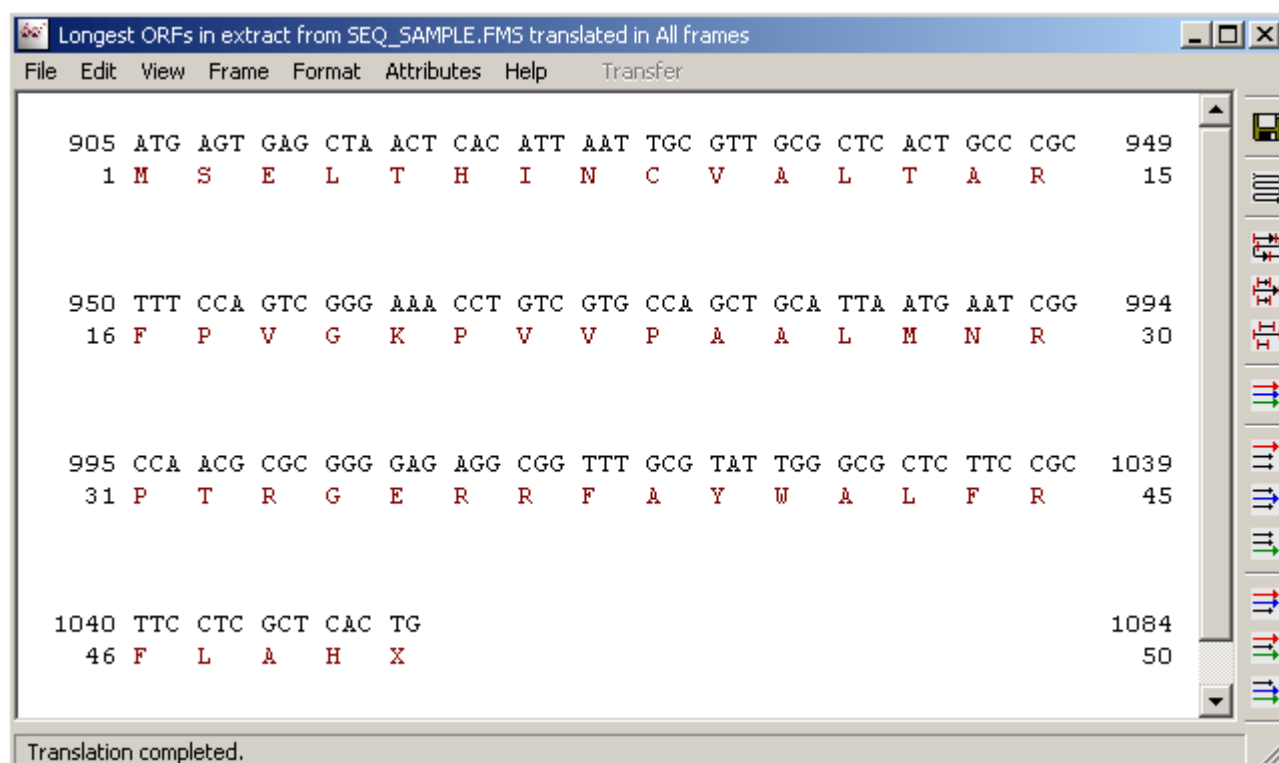 Longest ORFs in extract from SEQ_SAMPLE.FMS translated in All frames
File Edit View Frame Format Attributes Help Transfer
905 ATG AGT GAG CTA ACT CAC ATT AAT TGC GTT GCG CTC ACT GCC CGC 949
1 M S E L T H I N C V A L T A R 15
950 TTT CCA GTC GGG AAA CCT GTC GTG CCA GCT GCA TTA ATG AAT CGG 994
16 F P V G K P V V P A A L M N R 30
995 CCA ACG CGC GGG GAG AGG CGG TTT GCG TAT TGG GCG CTC TTC CGC 1039
31 P T R G E R R F A Y W A L F R 45
1040 TTC CTC GCT CAC TG 1084
46 F L A H X 50
Translation completed.